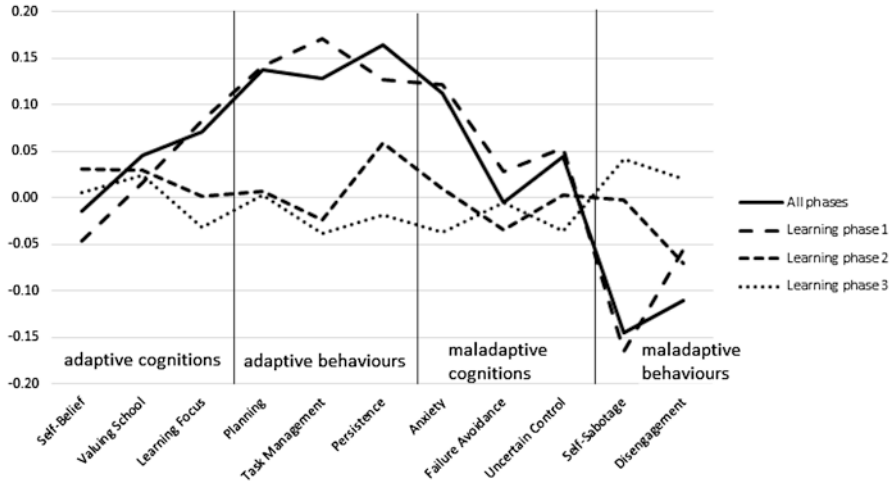 0.20
0.15
0.10
0.05
0.00
-0.05
-0.10
-0.15
-0.20
adaptive cognitions
adaptive behaviours
maladaptive
cognitions
maladaptive
behaviours
Self-Belief
Valuing School
Learning Focus
Planning
Task Management
Persistence
Anxiety
Failure Avoidance
Uncertain Control
Self-Sabotage
Disengagement
All phases
Learning phase 1
Learning phase 2
Learning phase 3